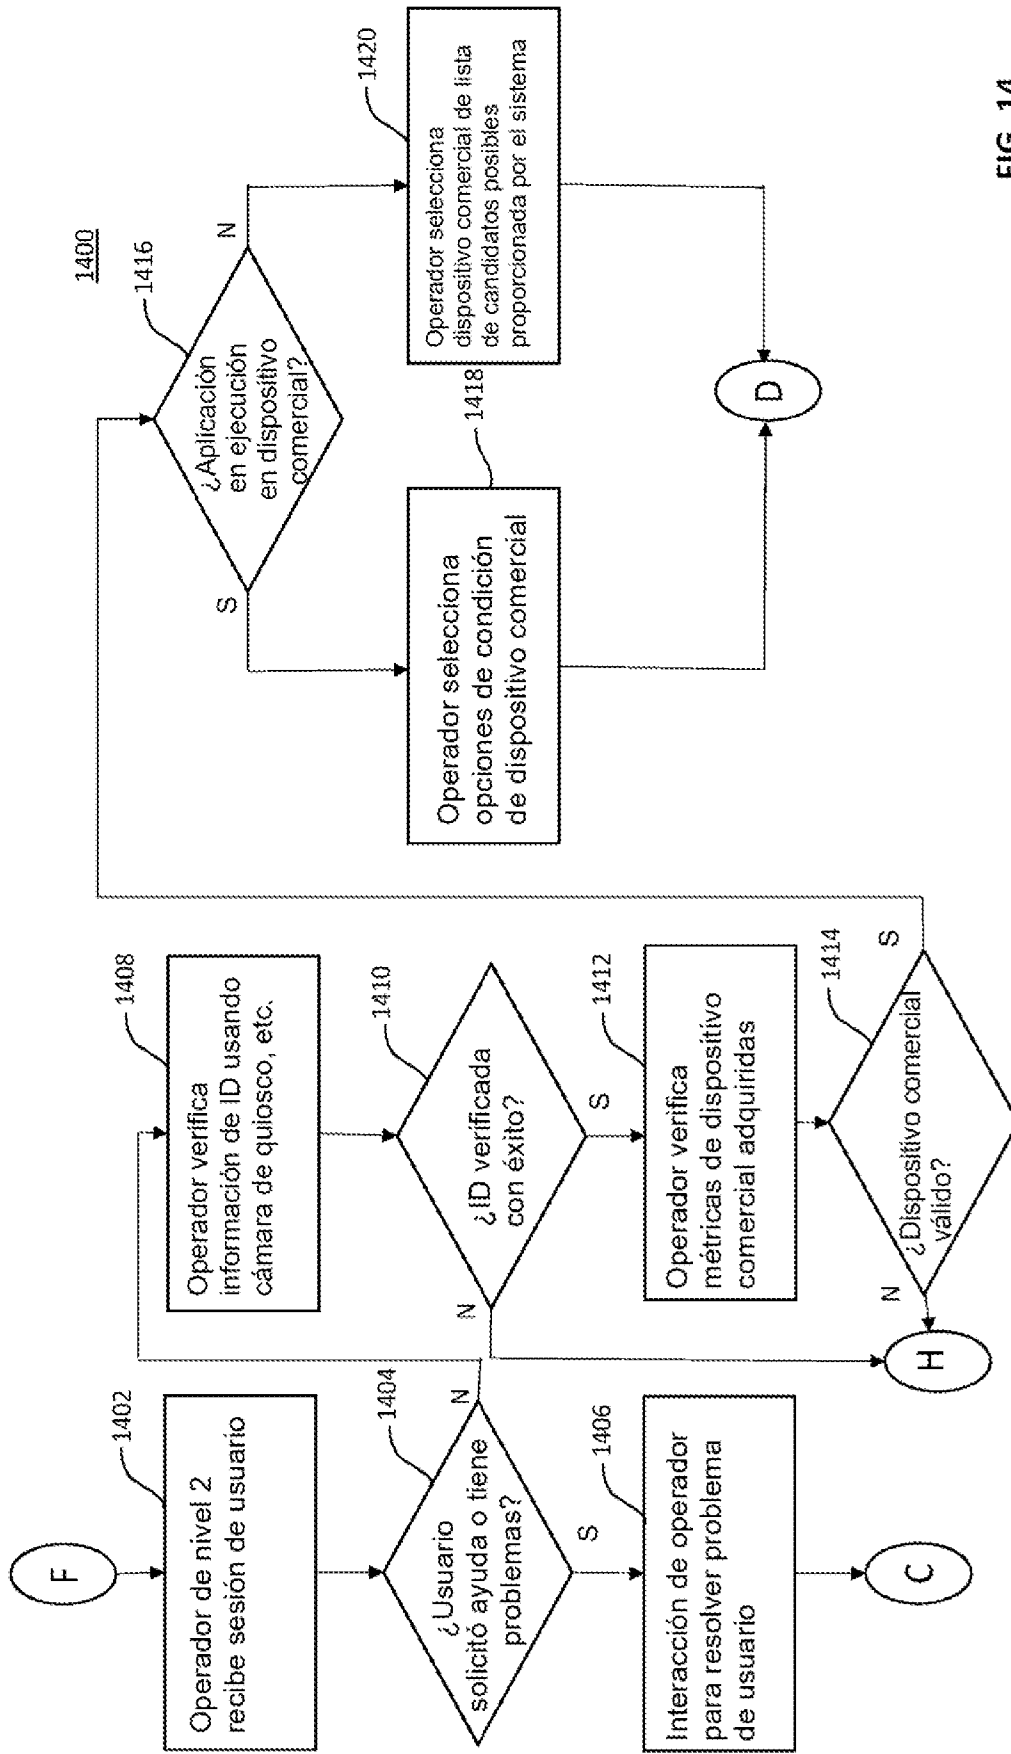 1400
F
1402
Operador de nivel 2
recibe sesión de usuario
1404
¿Usuario
solicitó ayuda o tiene
problemas?
N
S
1406
Interacción de operador
para resolver problema
de usuario
C
1408
Operador verifica
información de ID usando
cámara de quiosco, etc.
1410
¿ID verificada
con éxito?
N
S
1412
Operador verifica
métricas de dispositivo
comercial adquiridas
1414
¿Dispositivo comercial
válido?
N
S
H
1416
¿Aplicación
en ejecución
en dispositivo
comercial?
S
N
1418
Operador selecciona
opciones de condición
de dispositivo comercial
1420
Operador selecciona
dispositivo comercial de lista
de candidatos posibles
proporcionada por el sistema
D
FIG. 14